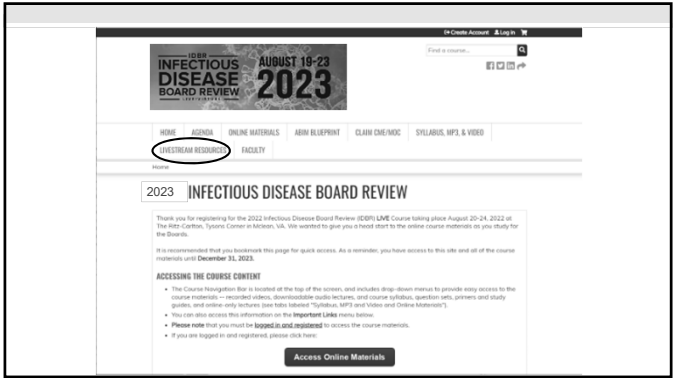 Create Account Log in
IDBR
INFECTIOUS
DISEASE
BOARD REVIEW
AUGUST 19-23
2023
Find a course...
HOME AGENDA ONLINE MATERIALS ABIM BLUEPRINT CLAIM CME/MOC SYLLABUS, MP3, & VIDEO
LIVESTREAM RESOURCES FACULTY
Home
2023 INFECTIOUS DISEASE BOARD REVIEW
Thank you for registering for the 2022 Infectious Disease Board Review (IDBR) LIVE Course taking place August 20-24, 2022 at
The Ritz-Carlton, Tysons Corner in Mclean, VA. We wanted to give you a head start to the online course materials as you study for
the Boards.
It is recommended that you bookmark this page for quick access. As a reminder, you have access to this site and all of the course
materials until December 31, 2023.
ACCESSING THE COURSE CONTENT
• The Course Navigation Bar is located at the top of the screen, and includes drop-down menus to provide easy access to the
course materials -- recorded videos, downloadable audio lectures, and course syllabus, question sets, primers and study
guides, and online-only lectures (see tabs labeled "Syllabus, MP3 and Video and Online Materials").
• You can also access this information on the Important Links menu below.
• Please note that you must be logged in and registered to access the course materials.
• If you are logged in and registered, please click here:
Access Online Materials